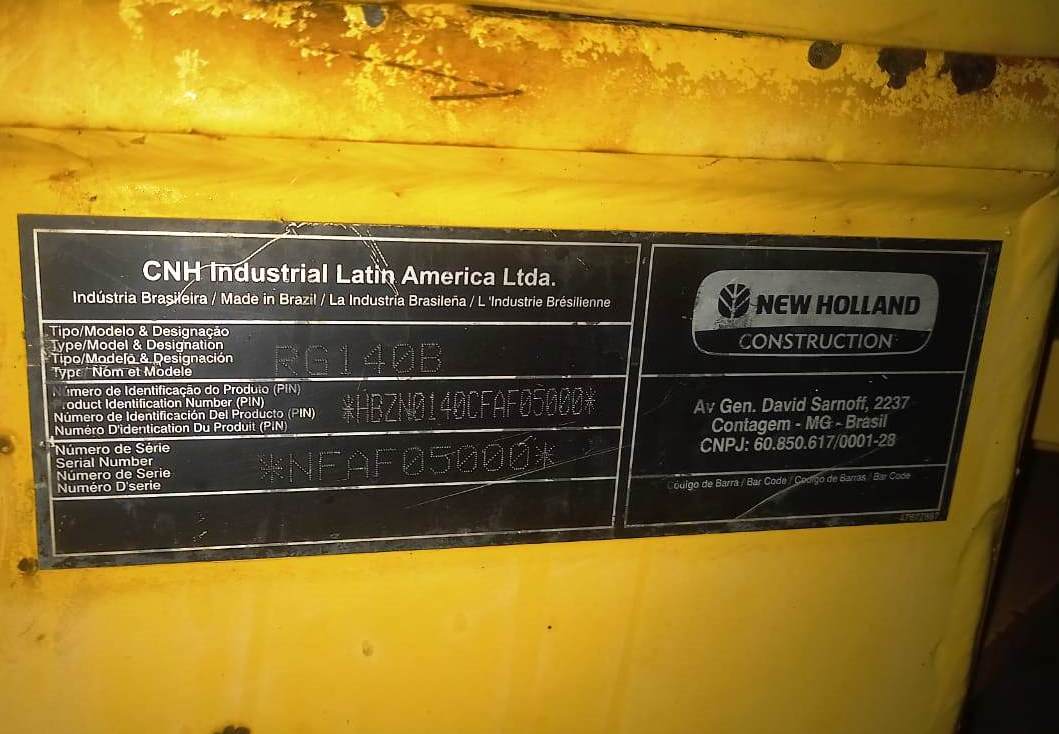 CNH Industrial Latin America Ltda.
Indústria Brasileira / Made in Brazil / La Industria Brasileña / L'Industrie Brésilienne
Tipo/Modelo & Designação
Type/Model & Designation
Tipo/Modelo & Designación
Type/ Nom et Modele
RG140B
Número de Identificação do Produto (PIN)
Product Identification Number (PIN)
Número de Identificación Del Producto (PIN)
Numéro D'identication Du Produit (PIN)
*HBZN0140CFAF05000*
Número de Série
Serial Number
Número de Serie
Numéro D'serie
*NFAF05000*
NEW HOLLAND
CONSTRUCTION
Av Gen. David Sarnoff, 2237
Contagem - MG - Brasil
CNPJ: 60.850.617/0001-28
Código de Barra / Bar Code / Código de Barras / Bar Code